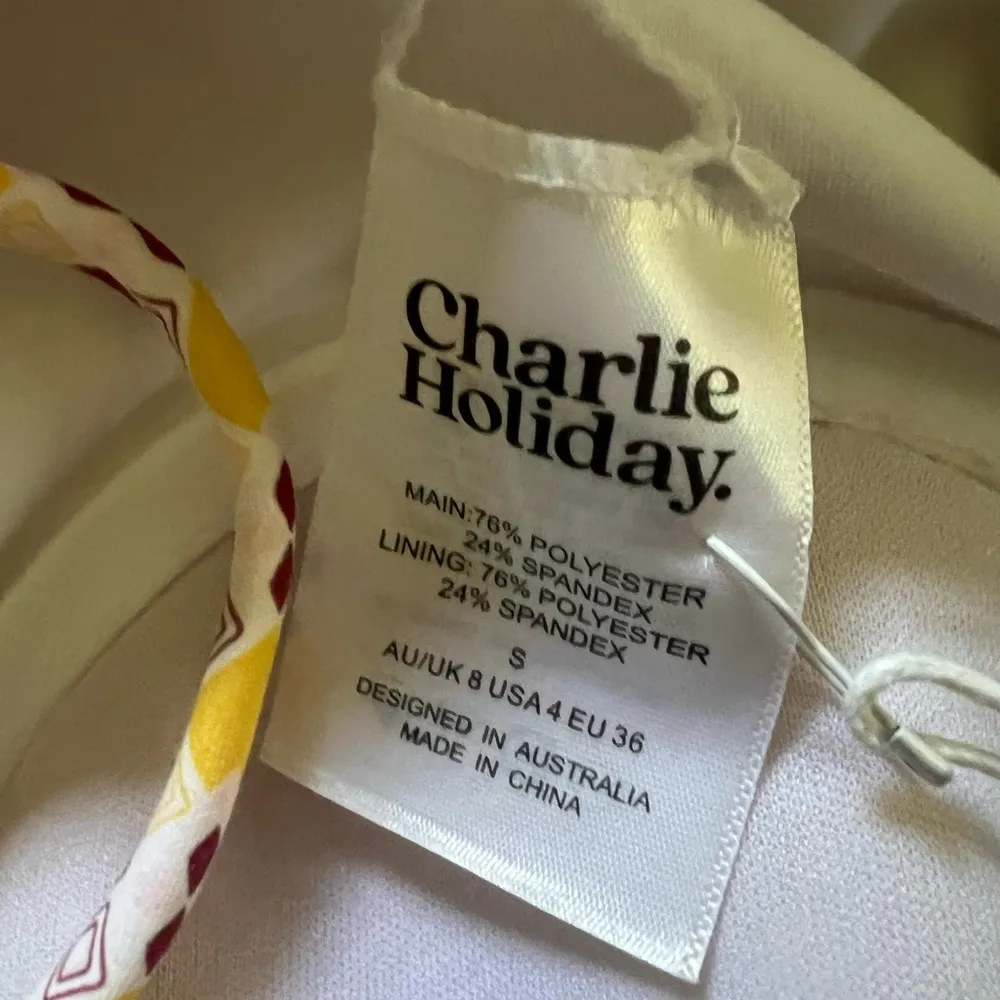 Charlie
Holiday.
MAIN:76% POLYESTER
24% SPANDEX
LINING: 76% POLYESTER
24% SPANDEX
S
AU/UK 8 USA 4 EU 36
DESIGNED IN AUSTRALIA
MADE IN CHINA